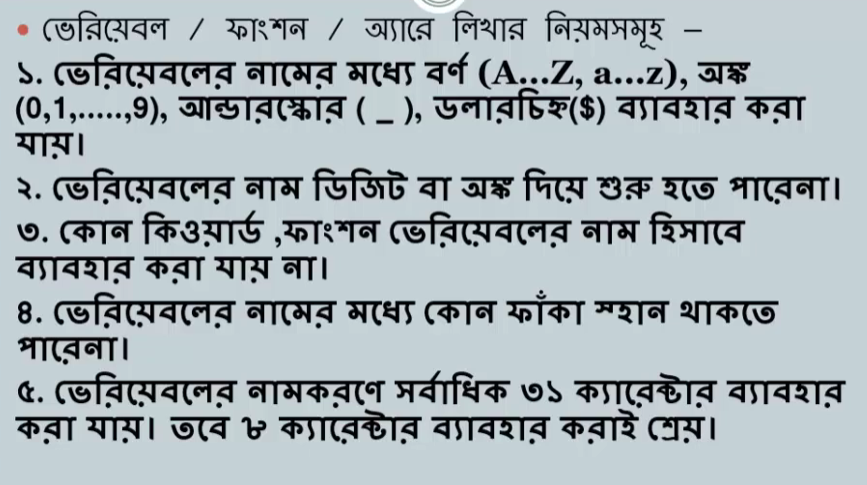 • ভেরিয়েবল / ফাংশন / অ্যারে লিখার নিয়মসমূহ –
১. ভেরিয়েবলের নামের মধ্যে বর্ণ (A...Z, a...z), অঙ্ক
(0,1,.....,9), আন্ডারস্কোর ( _ ), ডলারচিহ্ন($) ব্যাবহার করা
যায়।
২. ভেরিয়েবলের নাম ডিজিট বা অঙ্ক দিয়ে শুরু হতে পারেনা।
৩. কোন কিওয়ার্ড ,ফাংশন ভেরিয়েবলের নাম হিসাবে
ব্যাবহার করা যায় না।
৪. ভেরিয়েবলের নামের মধ্যে কোন ফাঁকা স্হান থাকতে
পারেনা।
৫. ভেরিয়েবলের নামকরণে সর্বাধিক ৩১ ক্যারেক্টার ব্যাবহার
করা যায়। তবে ৮ ক্যারেক্টার ব্যাবহার করাই শ্রেয়।